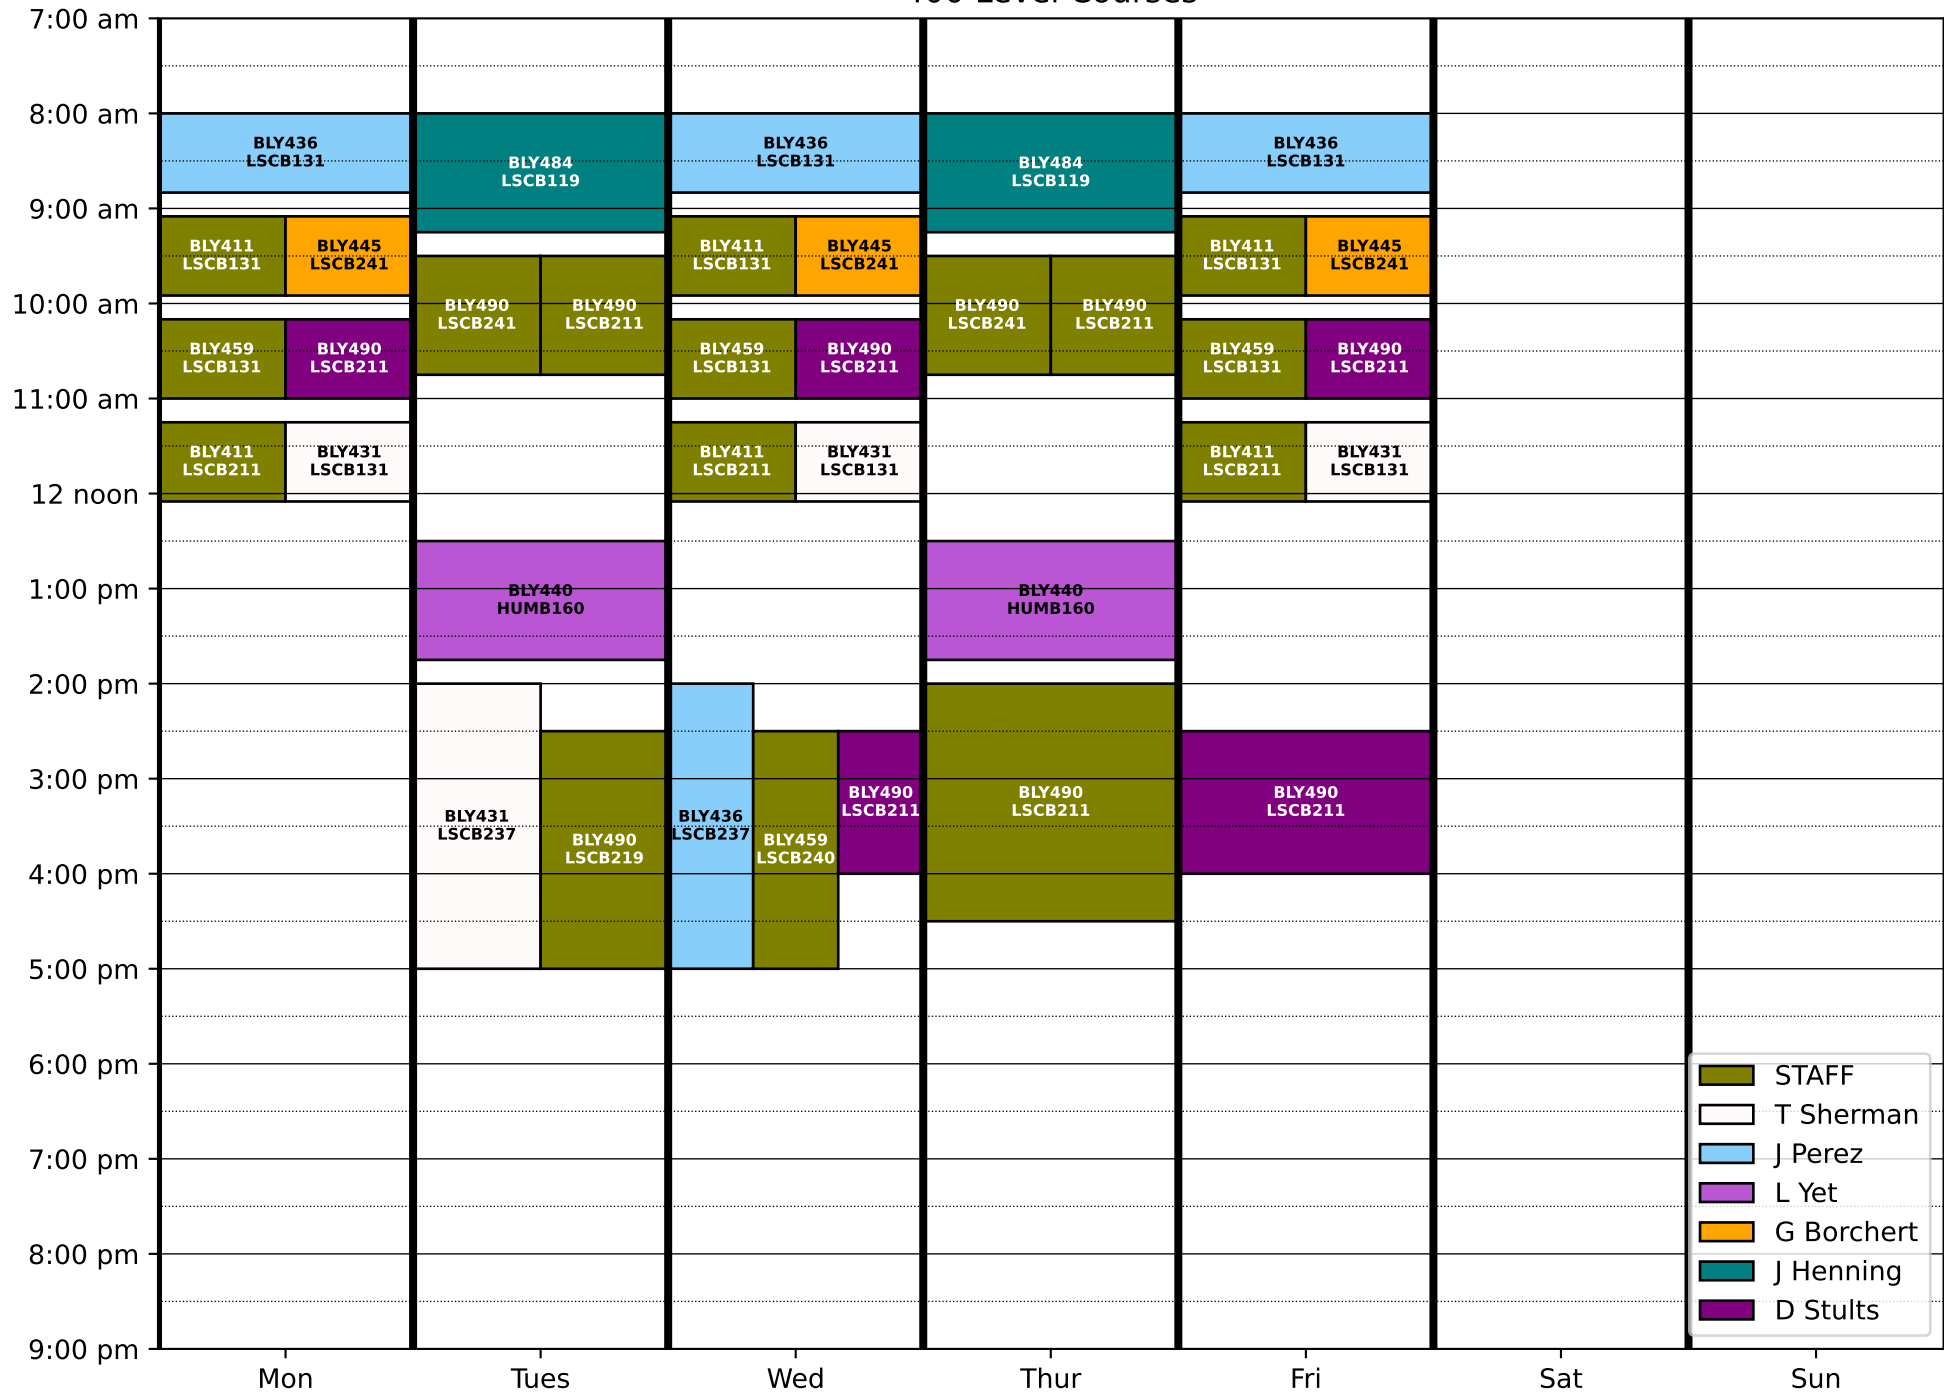 7:00 am
8:00 am
9:00 am
10:00 am
11:00 am
12 noon
1:00 pm
2:00 pm
3:00 pm
4:00 pm
5:00 pm
6:00 pm
7:00 pm
8:00 pm
9:00 pm
BLY436
LSCB131
BLY484
LSCB119
BLY436
LSCB131
BLY484
LSCB119
BLY436
LSCB131
BLY411
LSCB131
BLY445
LSCB241
BLY411
LSCB131
BLY445
LSCB241
BLY411
LSCB131
BLY445
LSCB241
BLY490
LSCB241
BLY490
LSCB211
BLY490
LSCB241
BLY490
LSCB211
BLY459
LSCB131
BLY490
LSCB211
BLY459
LSCB131
BLY490
LSCB211
BLY459
LSCB131
BLY490
LSCB211
BLY411
LSCB211
BLY431
LSCB131
BLY411
LSCB211
BLY431
LSCB131
BLY411
LSCB211
BLY431
LSCB131
BLY440
HUMB160
BLY440
HUMB160
BLY431
LSCB237
BLY490
LSCB219
BLY436
LSCB237
BLY459
LSCB240
BLY490
LSCB211
BLY490
LSCB211
BLY490
LSCB211
STAFF
T Sherman
J Perez
L Yet
G Borchert
J Henning
D Stults
Mon
Tues
Wed
Thur
Fri
Sat
Sun